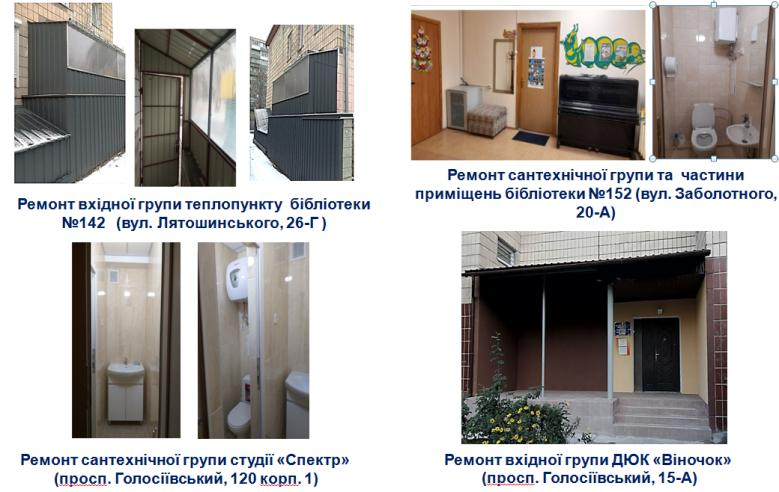 Ремонт вхідної групи теплопункту бібліотеки
№142 (вул. Лятошинського, 26-Г )
Ремонт сантехнічної групи та частини
приміщень бібліотеки №152 (вул. Заболотного,
20-А)
Ремонт сантехнічної групи студії «Спектр»
(просп. Голосіївський, 120 корп. 1)
Ремонт вхідної групи ДЮК «Віночок»
(просп. Голосіївський, 15-А)